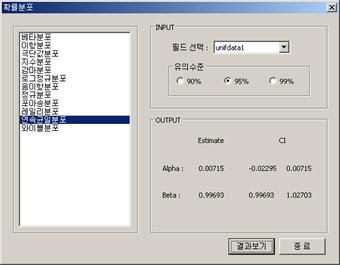 확률분포
베타분포
이항분포
극단값분포
지수분포
감마분포
로그정규분포
음이항분포
정규분포
포아송분포
레일리분포
연속균일분포
와이블분포
INPUT
필드 선택 : unifdata1
유의수준
90% 95% 99%
OUTPUT
Estimate CI
Alpha : 0.00715 -0.02295 0.00715
Beta : 0.99693 0.99693 1.02703
결과보기 종료